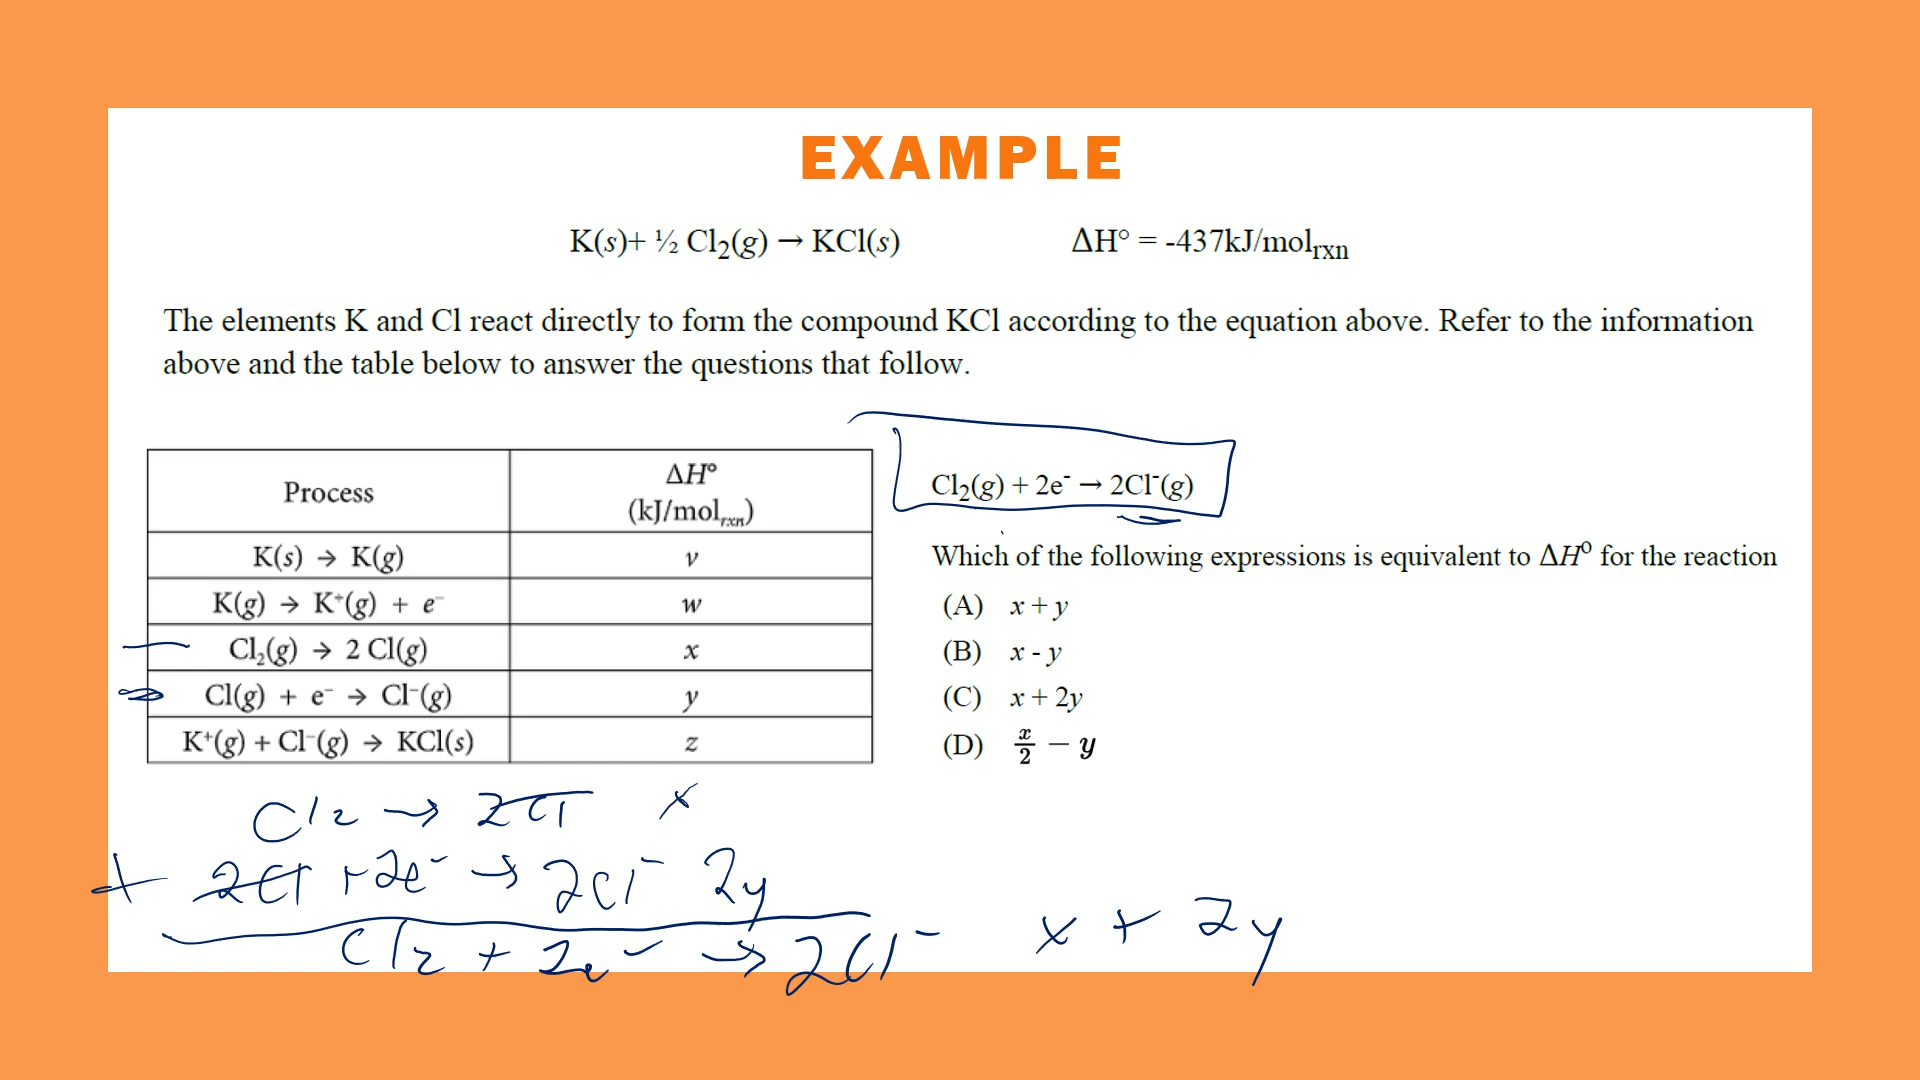 EXAMPLE
K(s)+ ½ Cl₂(g) → KCl(s) ΔH° = -437kJ/molrxn
The elements K and Cl react directly to form the compound KCl according to the equation above. Refer to the information
above and the table below to answer the questions that follow.
Process ΔH° (kJ/molrxn)
K(s) → K(g) v
K(g) → K⁺(g) + e⁻ w
Cl₂(g) → 2 Cl(g) x
Cl(g) + e⁻ → Cl⁻(g) y
K⁺(g) + Cl⁻(g) → KCl(s) z
Cl₂(g) + 2e⁻ → 2Cl⁻(g)
Which of the following expressions is equivalent to ΔH⁰ for the reaction
(A) x + y
(B) x - y
(C) x + 2y
(D) x/2 − y
Cl₂ → 2Cl x
+ 2Cl + 2e⁻ → 2Cl⁻ 2y
Cl₂ + 2e⁻ → 2Cl⁻ x + 2y